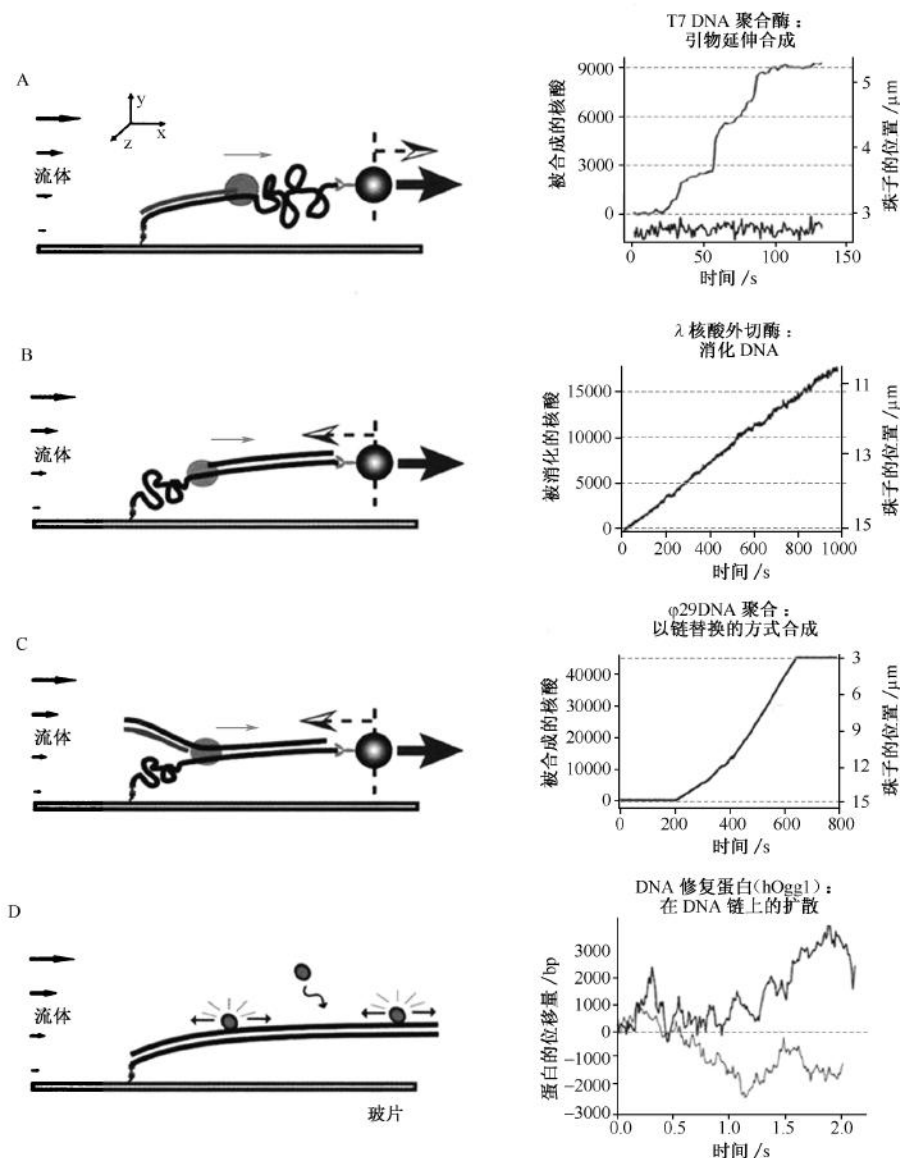 A
y
x
z
流体
T7 DNA 聚合酶：
引物延伸合成
被合成的核酸
9000
6000
3000
0
5
4
3
珠子的位置 /μm
0
50
100
150
时间 /s
B
流体
λ 核酸外切酶：
消化 DNA
被消化的核酸
15000
10000
5000
0
11
13
15
珠子的位置 /μm
0
200
400
600
800
1000
时间 /s
C
流体
φ29DNA 聚合：
以链替换的方式合成
被合成的核酸
40000
30000
20000
10000
0
3
6
9
12
15
珠子的位置 /μm
0
200
400
600
800
时间 /s
D
流体
玻片
DNA 修复蛋白(hOgg1)：
在 DNA 链上的扩散
蛋白的位移量 /bp
3000
2000
1000
0
−1000
−2000
−3000
0.0
0.5
1.0
1.5
2.0
时间 /s